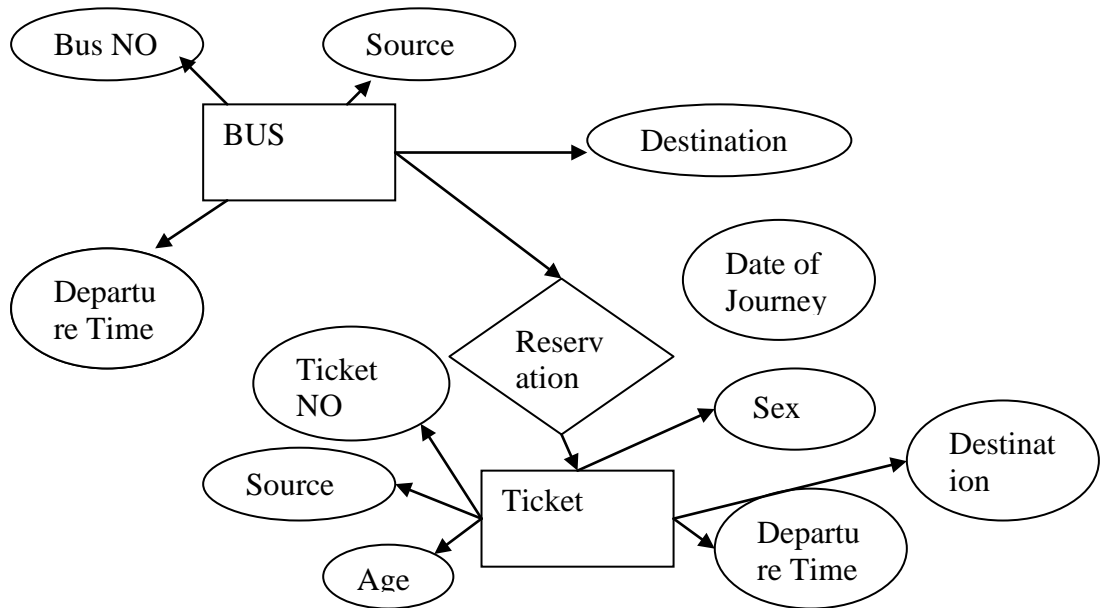 Bus NO
Source
BUS
Destination
Departu
re Time
Date of
Journey
Reserv
ation
Ticket
NO
Sex
Destinat
ion
Source
Ticket
Departu
re Time
Age